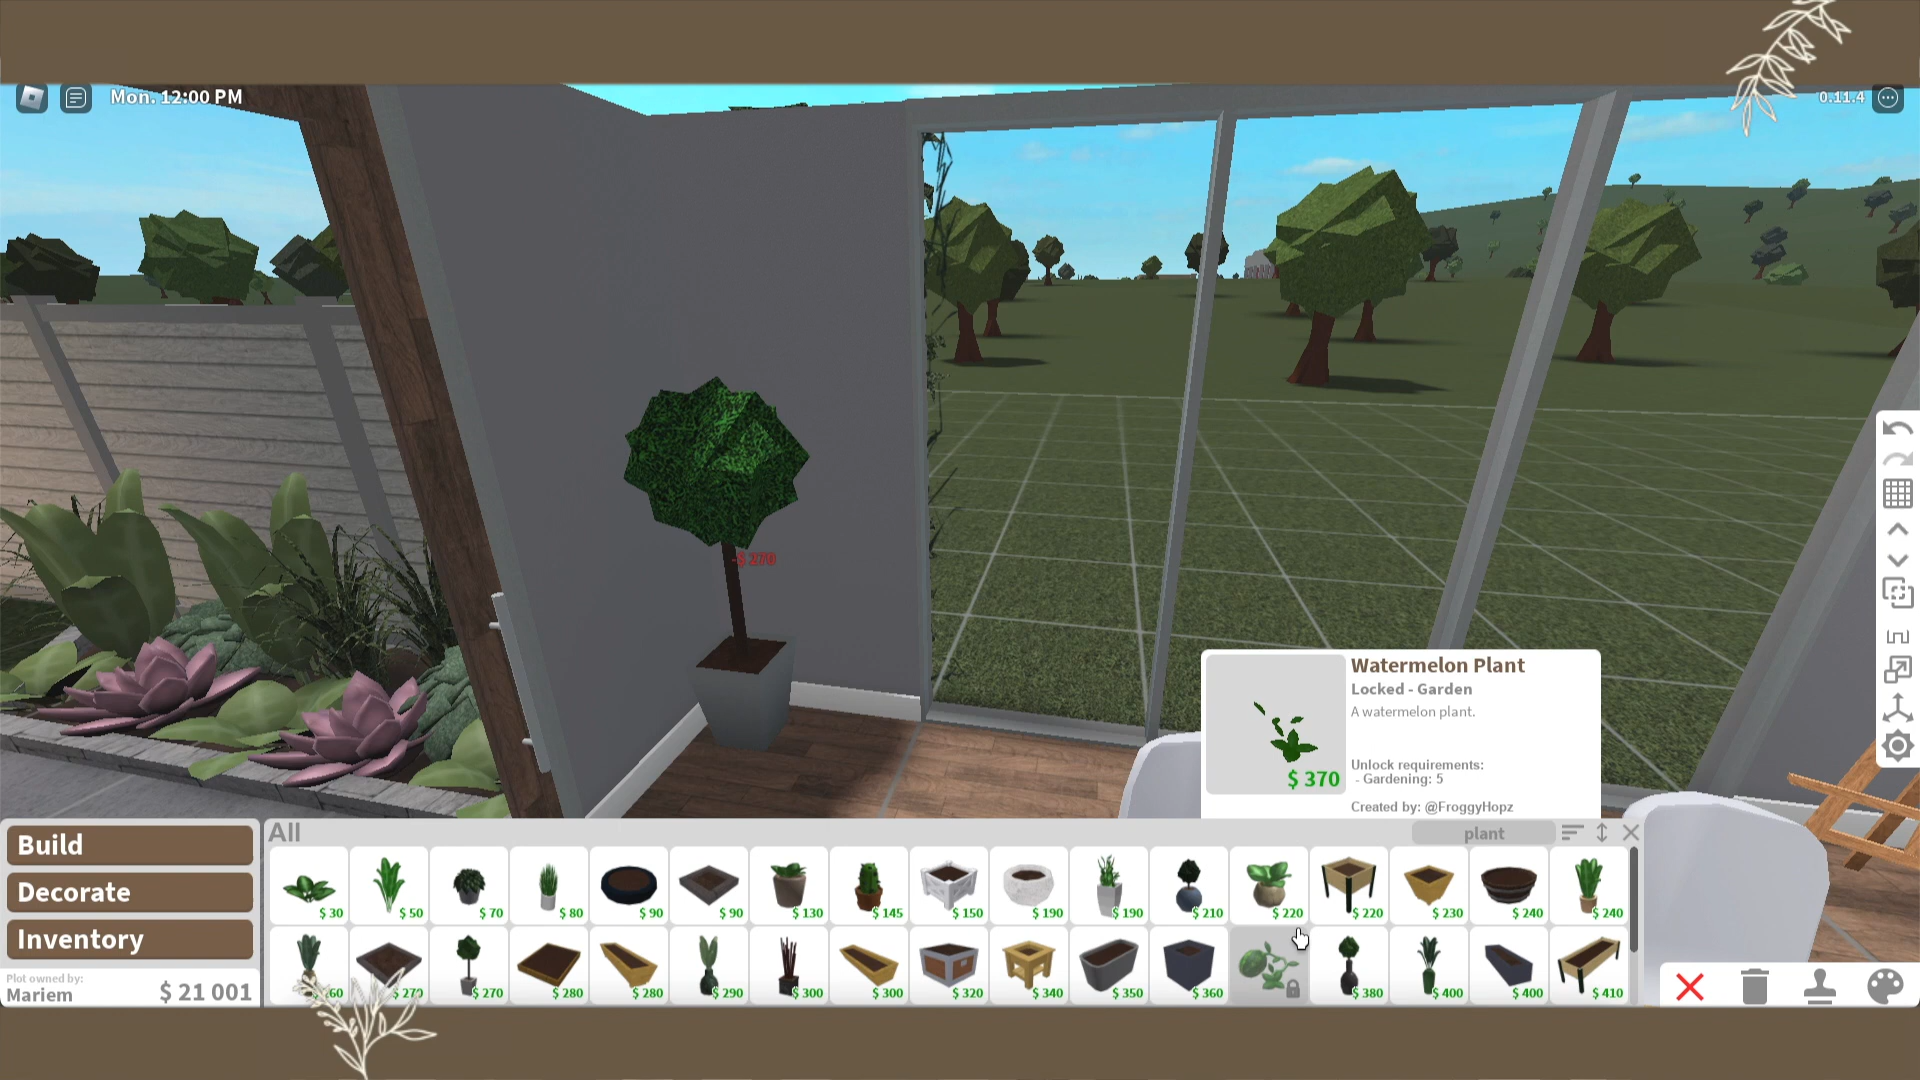 Mon. 12:00 PM
0.11.4
-$ 270
Watermelon Plant
Locked - Garden
A watermelon plant.
$ 370
Unlock requirements:
- Gardening: 5
Created by: @FroggyHopz
Build
Decorate
Inventory
Plot owned by:
Mariem
$ 21 001
All
plant
$ 30
$ 50
$ 70
$ 80
$ 90
$ 90
$ 130
$ 145
$ 150
$ 190
$ 190
$ 210
$ 220
$ 220
$ 230
$ 240
$ 240
$ 270
$ 270
$ 280
$ 280
$ 290
$ 300
$ 300
$ 320
$ 340
$ 350
$ 360
$ 380
$ 400
$ 400
$ 410